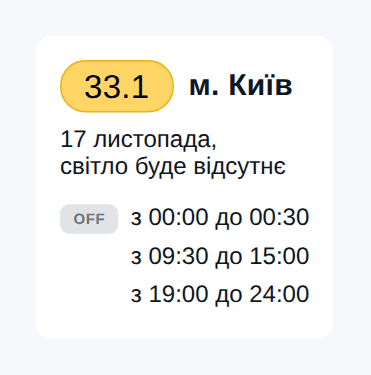 33.1 м. Київ
17 листопада,
світло буде відсутнє
OFF з 00:00 до 00:30
з 09:30 до 15:00
з 19:00 до 24:00